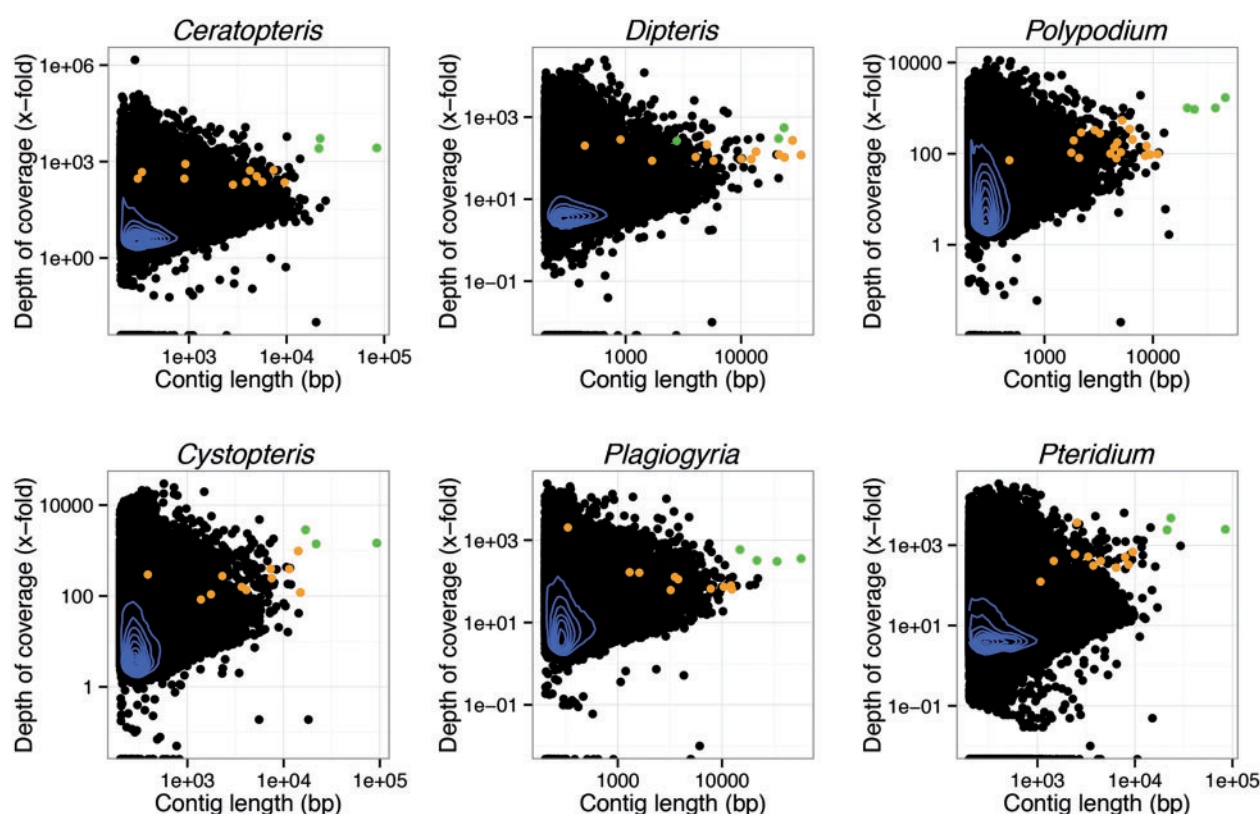 Ceratopteris
Dipteris
Polypodium
Depth of coverage (x−fold)
1e+06
1e+03
1e+00
1e+03 1e+04 1e+05
Contig length (bp)
Depth of coverage (x−fold)
1e+03
1e+01
1e−01
1000 10000
Contig length (bp)
Depth of coverage (x−fold)
10000
100
1
1000 10000
Contig length (bp)
Cystopteris
Plagiogyria
Pteridium
Depth of coverage (x−fold)
10000
100
1
1e+03 1e+04 1e+05
Contig length (bp)
Depth of coverage (x−fold)
1e+03
1e+01
1e−01
1000 10000
Contig length (bp)
Depth of coverage (x−fold)
1e+03
1e+01
1e−01
1e+03 1e+04 1e+05
Contig length (bp)